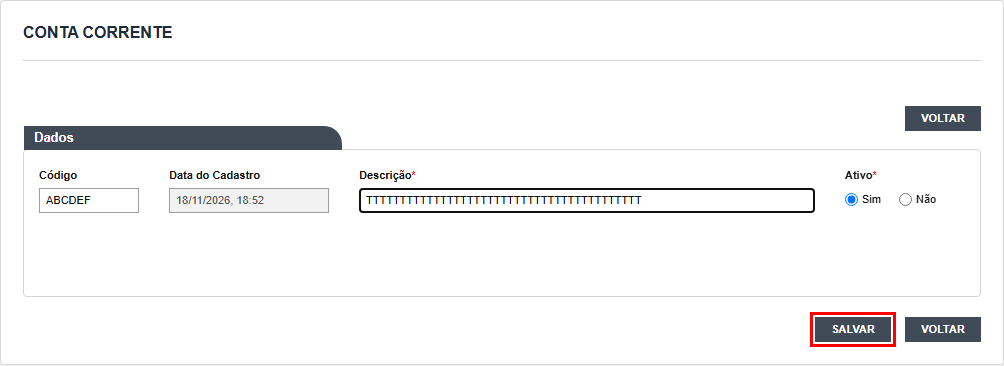 CONTA CORRENTE
VOLTAR
Dados
Código Data do Cadastro Descrição* Ativo*
ABCDEF 18/11/2026, 18:52 TTTTTTTTTTTTTTTTTTTTTTTTTTTTTTTTTTTTTTTTT Sim Não
SALVAR VOLTAR